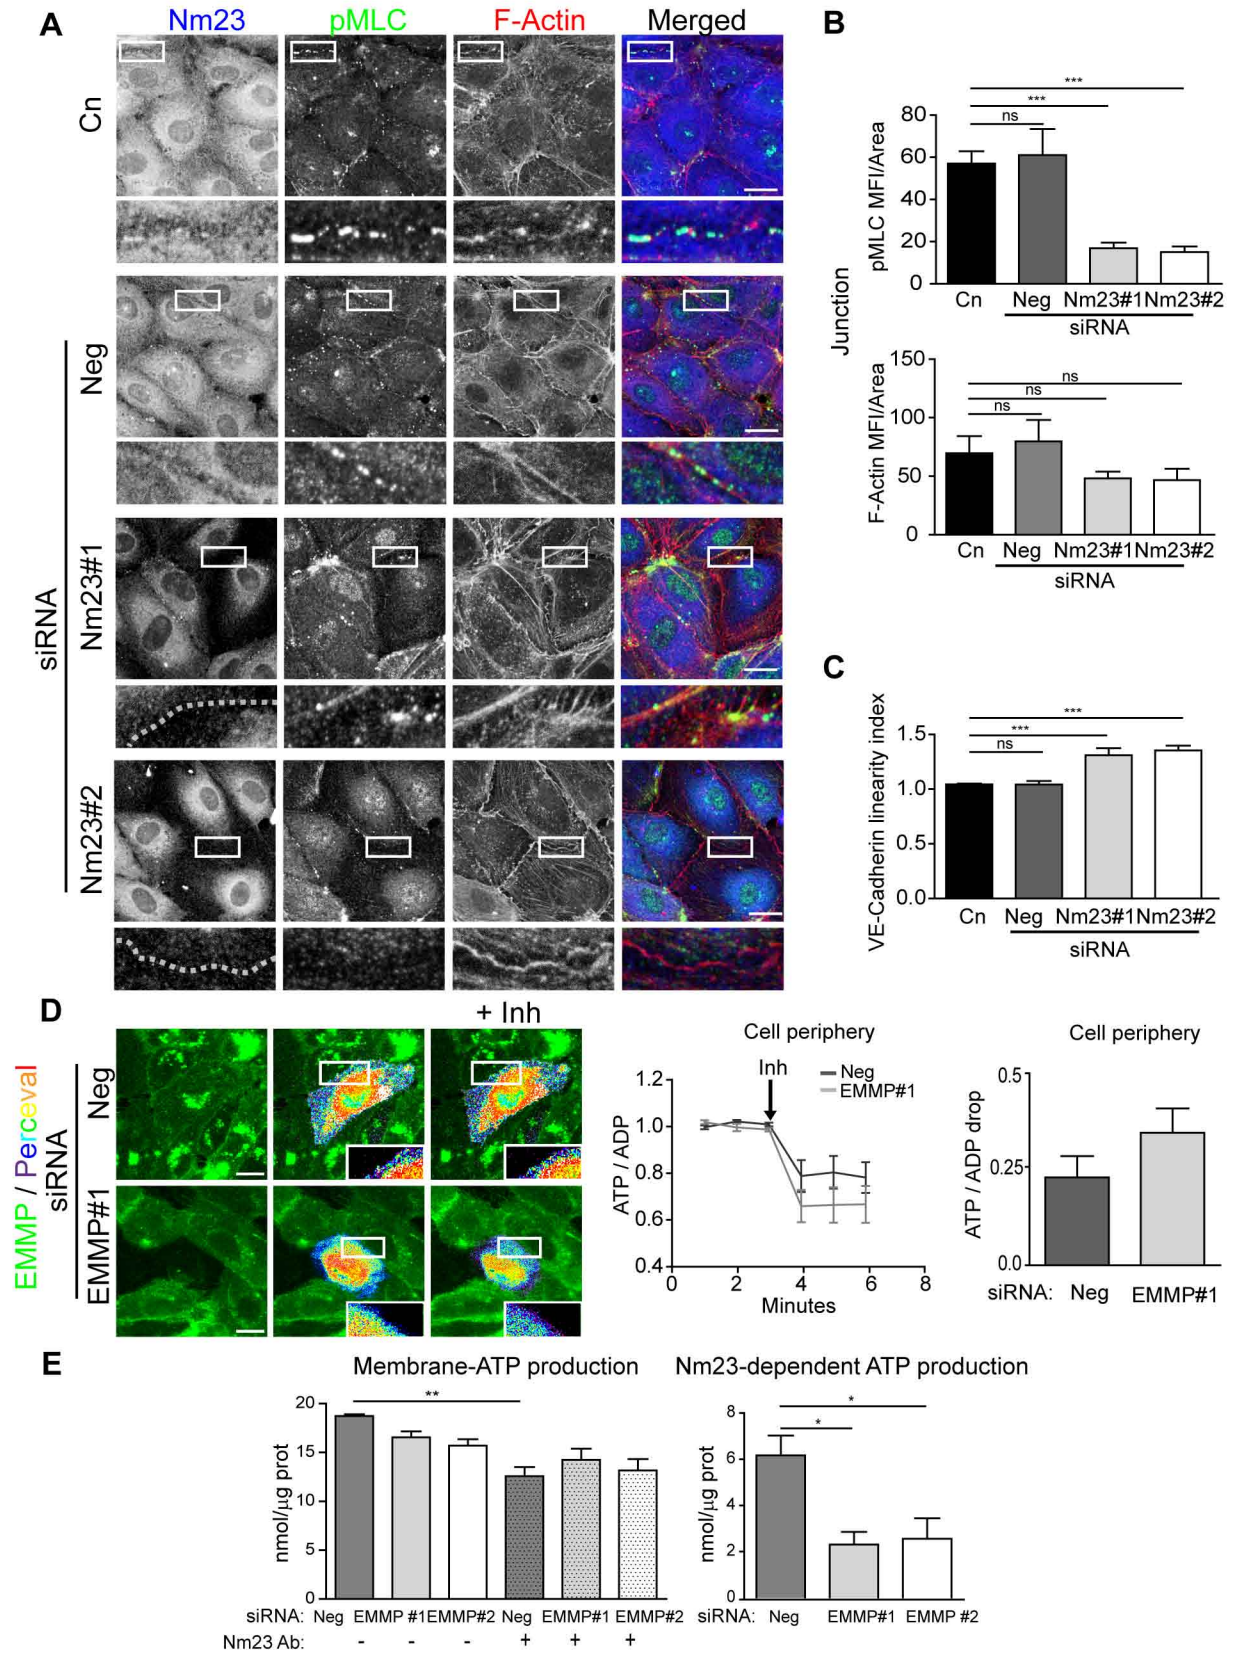 A
Nm23 pMLC F-Actin Merged
Cn
siRNA
Neg
Nm23#1
Nm23#2
B
Junction
***
***
ns
pMLC MFI/Area
80
60
40
20
0
Cn Neg Nm23#1 Nm23#2
siRNA
ns
ns
ns
F-Actin MFI/Area
150
100
50
0
Cn Neg Nm23#1 Nm23#2
siRNA
C
***
***
ns
VE-Cadherin linearity index
1.5
1.0
0.5
0.0
Cn Neg Nm23#1 Nm23#2
siRNA
D
+ Inh
EMMP / Perceval
siRNA
Neg
EMMP#1
Cell periphery
Inh
Neg
EMMP#1
ATP / ADP
1.2
1.0
0.8
0.6
0.4
0 2 4 6 8
Minutes
Cell periphery
ATP / ADP drop
0.5
0.25
0.0
siRNA: Neg EMMP#1
E
Membrane-ATP production
**
nmol/µg prot
20
15
10
5
0
siRNA: Neg EMMP #1 EMMP#2 Neg EMMP#1 EMMP#2
Nm23 Ab: - - - + + +
Nm23-dependent ATP production
*
*
nmol/µg prot
8
6
4
2
0
siRNA: Neg EMMP#1 EMMP #2